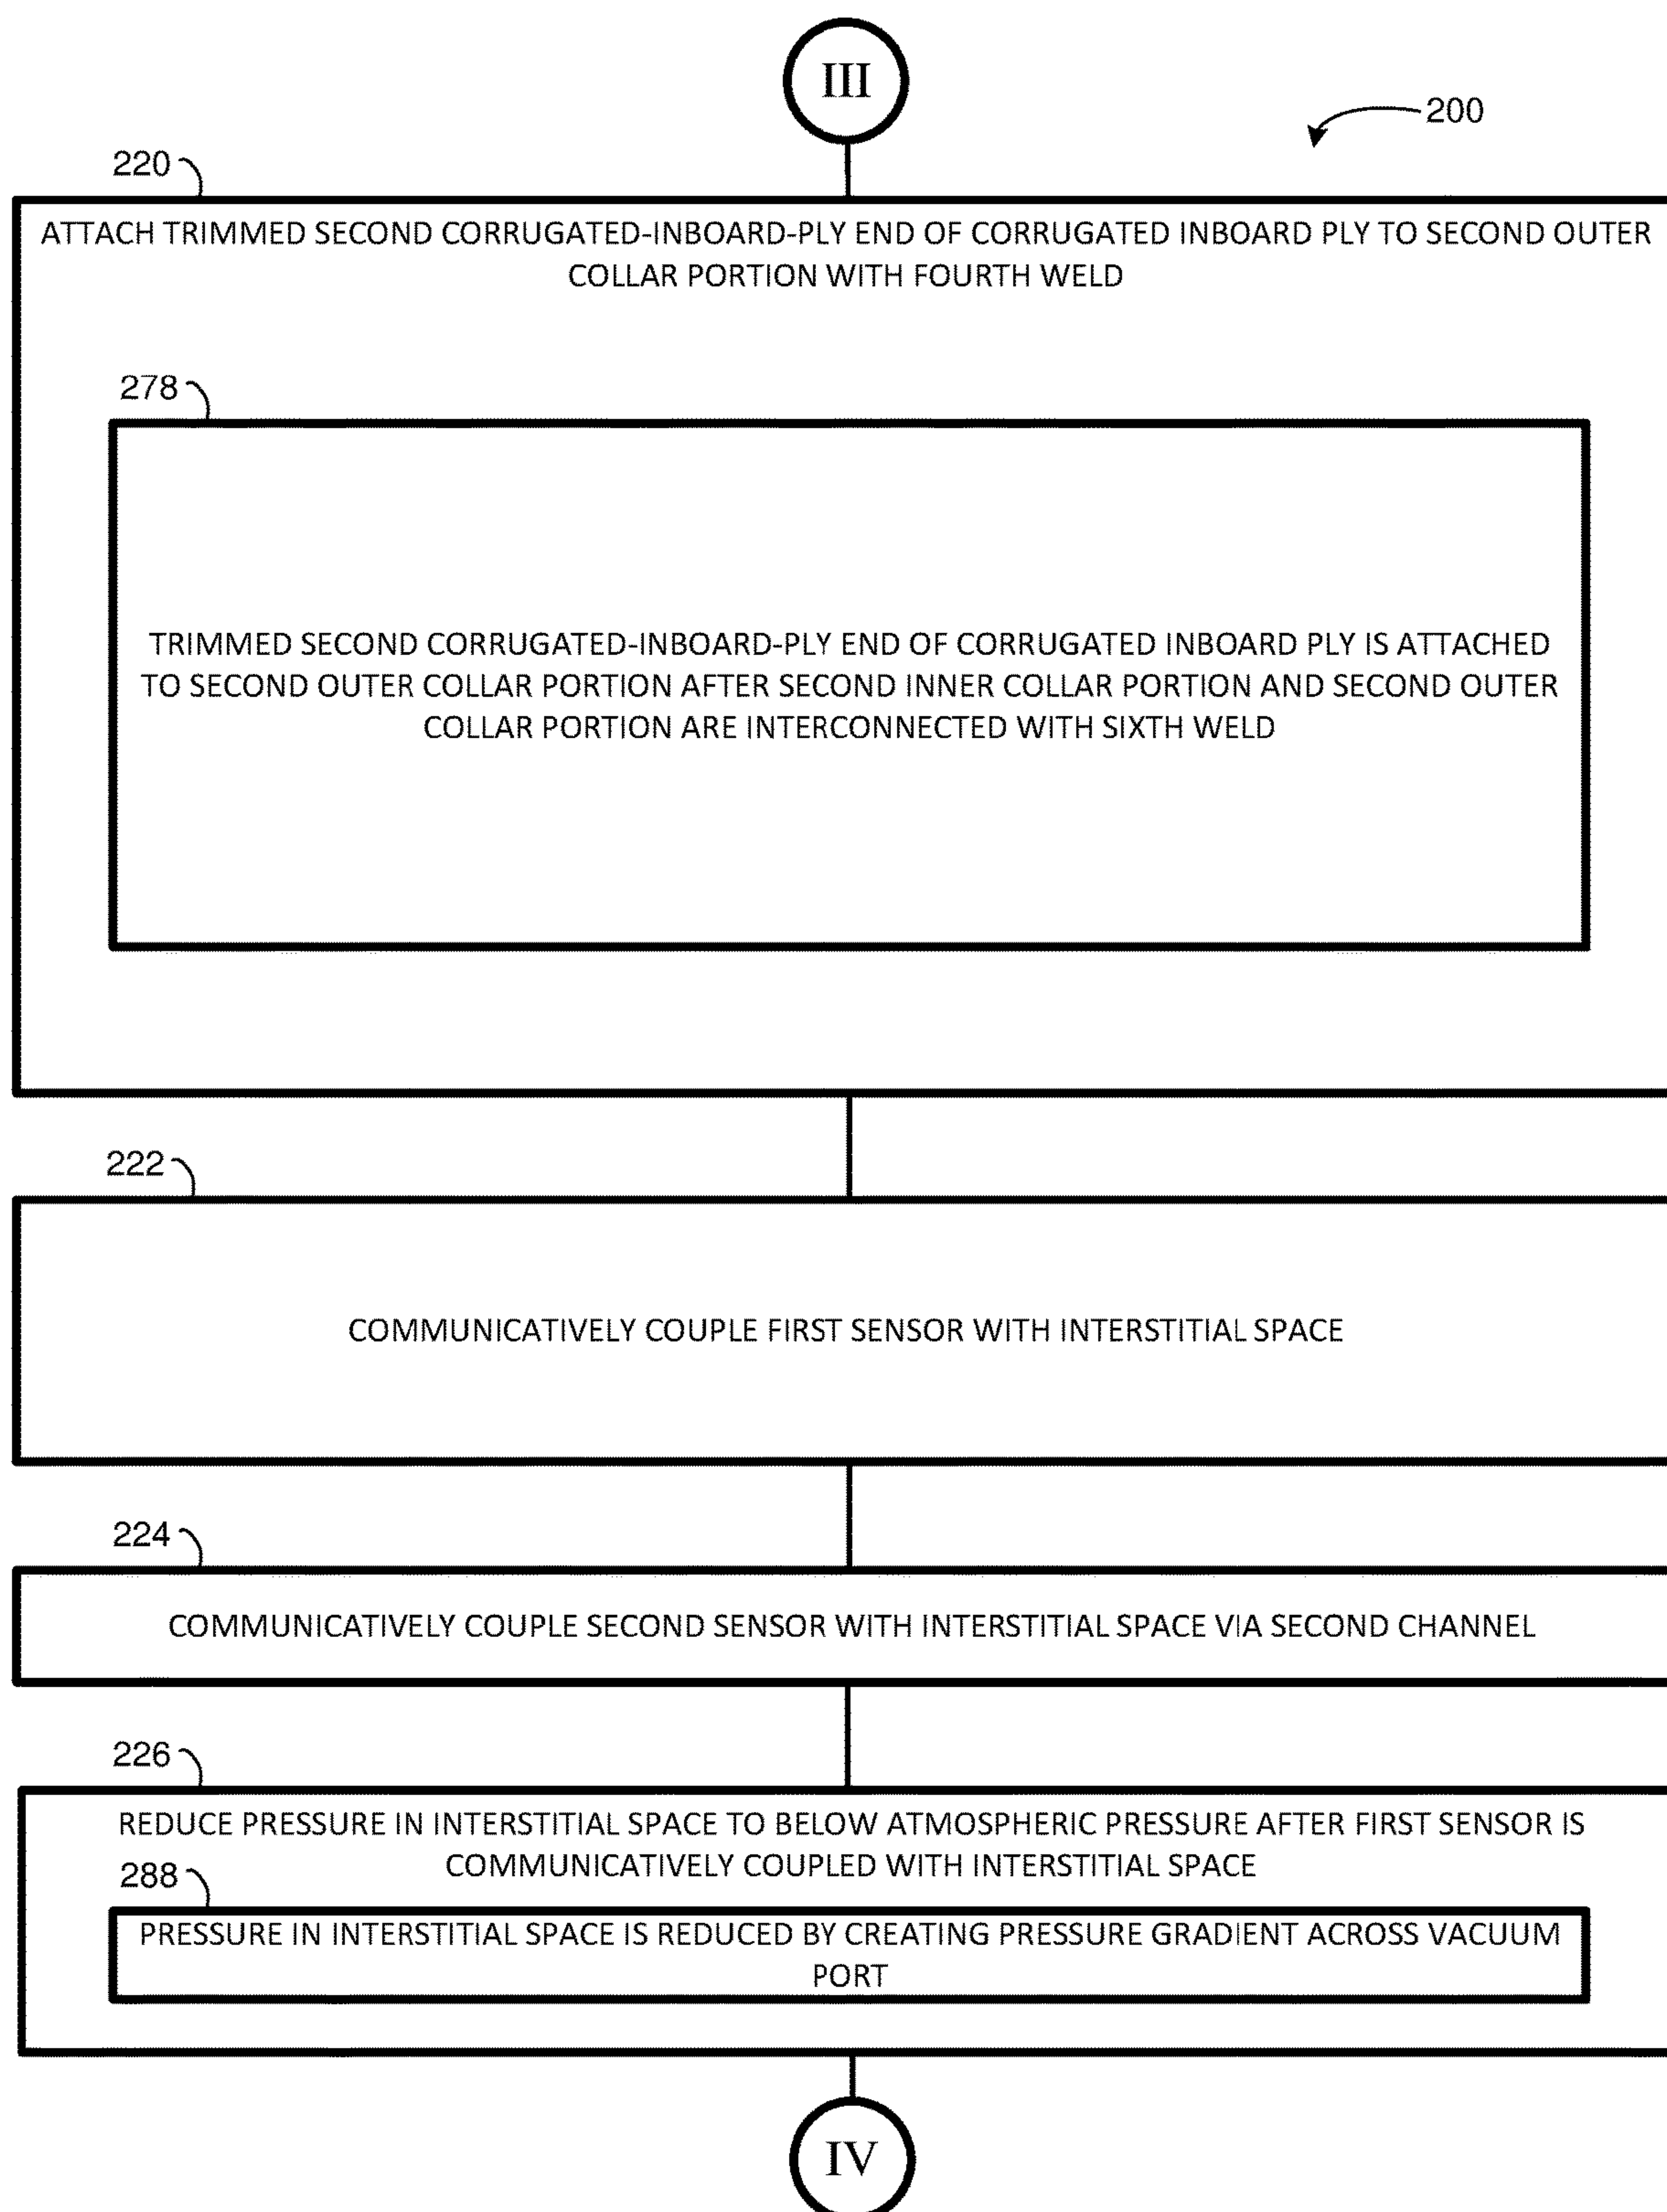 III
200
220
ATTACH TRIMMED SECOND CORRUGATED-INBOARD-PLY END OF CORRUGATED INBOARD PLY TO SECOND OUTER
COLLAR PORTION WITH FOURTH WELD
278
TRIMMED SECOND CORRUGATED-INBOARD-PLY END OF CORRUGATED INBOARD PLY IS ATTACHED
TO SECOND OUTER COLLAR PORTION AFTER SECOND INNER COLLAR PORTION AND SECOND OUTER
COLLAR PORTION ARE INTERCONNECTED WITH SIXTH WELD
222
COMMUNICATIVELY COUPLE FIRST SENSOR WITH INTERSTITIAL SPACE
224
COMMUNICATIVELY COUPLE SECOND SENSOR WITH INTERSTITIAL SPACE VIA SECOND CHANNEL
226
REDUCE PRESSURE IN INTERSTITIAL SPACE TO BELOW ATMOSPHERIC PRESSURE AFTER FIRST SENSOR IS
COMMUNICATIVELY COUPLED WITH INTERSTITIAL SPACE
288
PRESSURE IN INTERSTITIAL SPACE IS REDUCED BY CREATING PRESSURE GRADIENT ACROSS VACUUM
PORT
IV